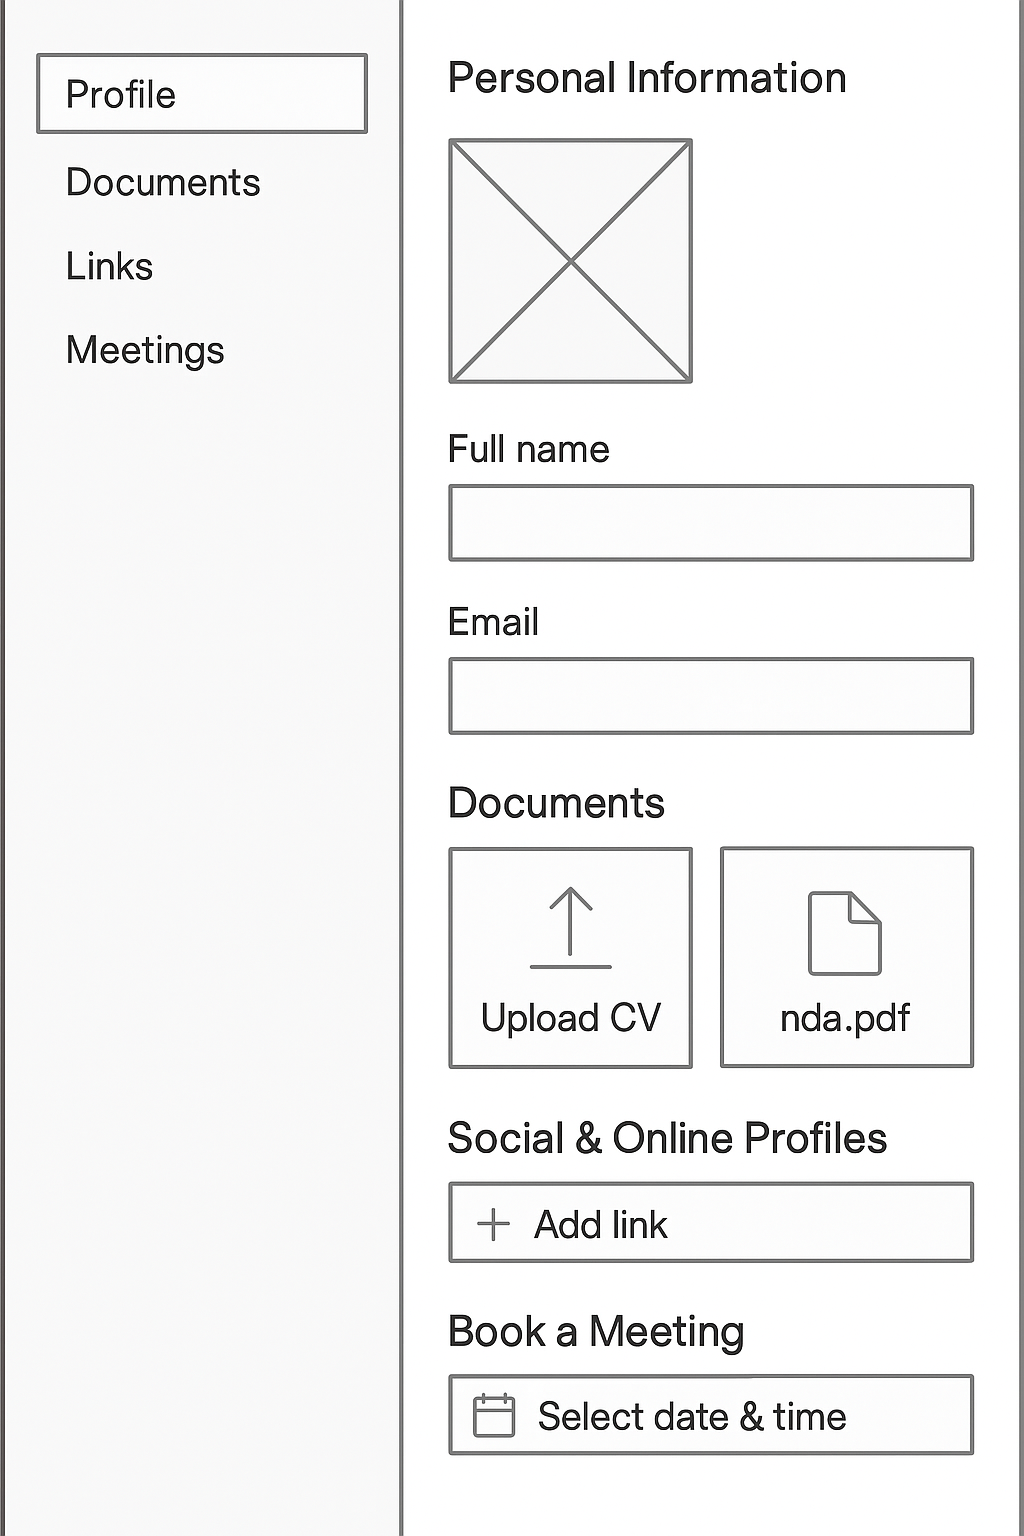 Profile
Documents
Links
Meetings
Personal Information
Full name
Email
Documents
Upload CV
nda.pdf
Social & Online Profiles
Add link
Book a Meeting
Select date & time